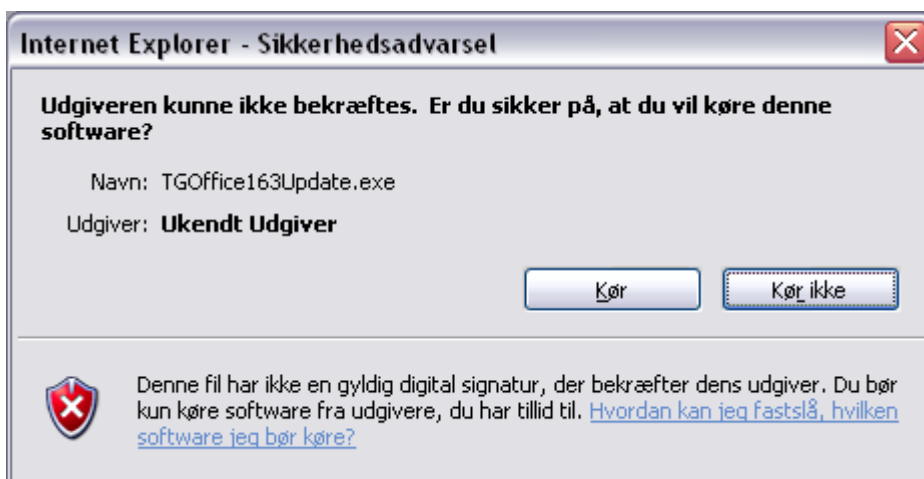 Internet Explorer - Sikkerhedsadvarsel
Udgiveren kunne ikke bekræftes. Er du sikker på, at du vil køre denne
software?
Navn: TGOffice163Update.exe
Udgiver: Ukendt Udgiver
Kør Kør ikke
Denne fil har ikke en gyldig digital signatur, der bekræfter dens udgiver. Du bør
kun køre software fra udgivere, du har tillid til. Hvordan kan jeg fastslå, hvilken
software jeg bør køre?